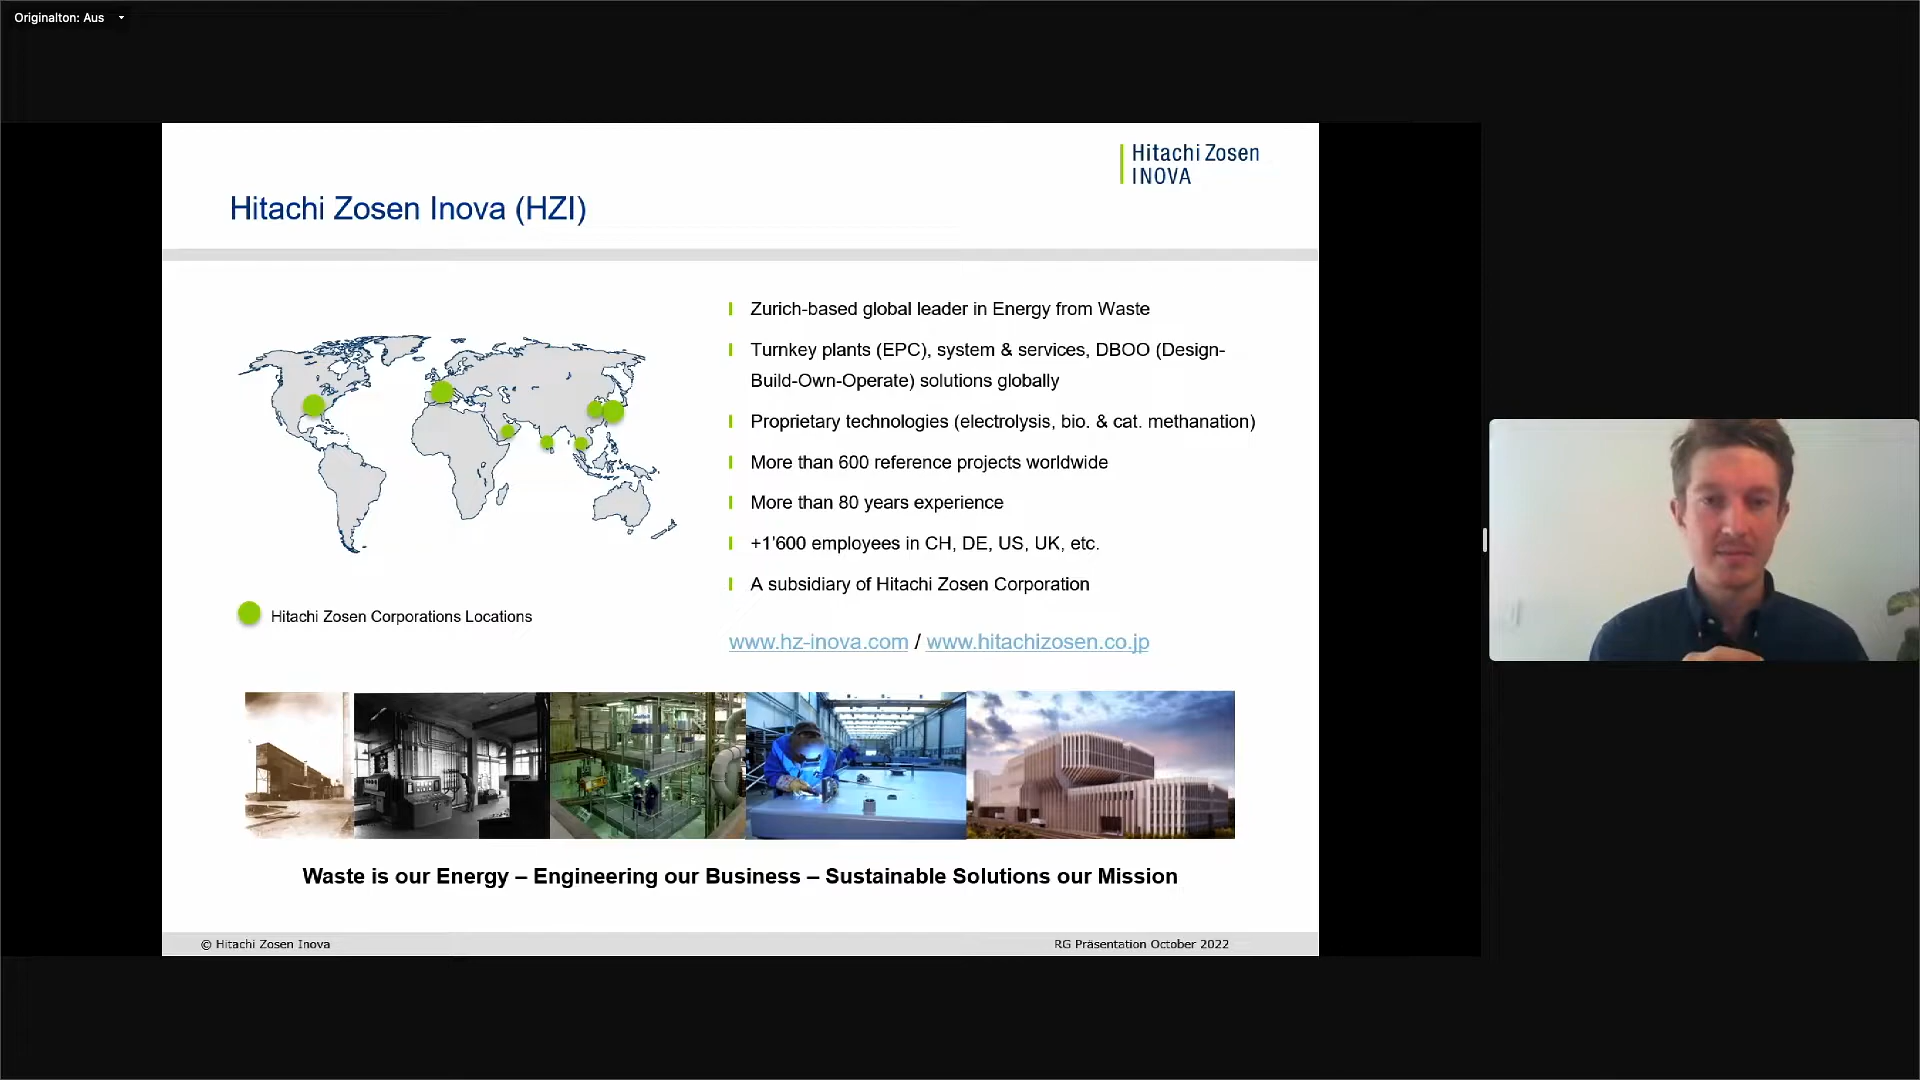 Originalton: Aus
Hitachi Zosen
INOVA
Hitachi Zosen Inova (HZI)
Zurich-based global leader in Energy from Waste
Turnkey plants (EPC), system & services, DBOO (Design-
Build-Own-Operate) solutions globally
Proprietary technologies (electrolysis, bio. & cat. methanation)
More than 600 reference projects worldwide
More than 80 years experience
+1'600 employees in CH, DE, US, UK, etc.
A subsidiary of Hitachi Zosen Corporation
Hitachi Zosen Corporations Locations
www.hz-inova.com / www.hitachizosen.co.jp
Waste is our Energy – Engineering our Business – Sustainable Solutions our Mission
© Hitachi Zosen Inova
RG Präsentation October 2022